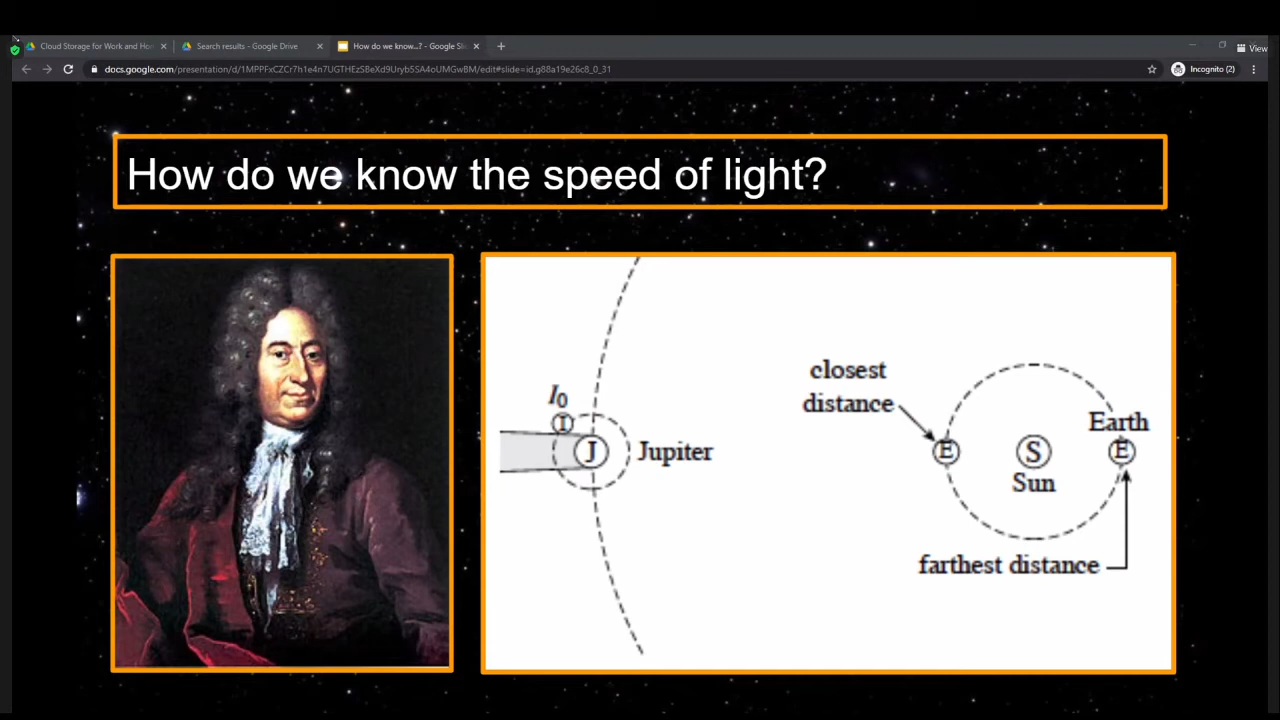 Cloud Storage for Work and Hom
Search results - Google Drive
How do we know...? - Google Sli
View
docs.google.com/presentation/d/1MPPFxCZCr7h1e4n7UGTHEzSBeXd9Uryb5SA4oUMGwBM/edit#slide=id.g88a19e26c8_0_31
Incognito (2)
How do we know the speed of light?
closest
distance
I0
I
J
Jupiter
Earth
E
S
E
Sun
farthest distance